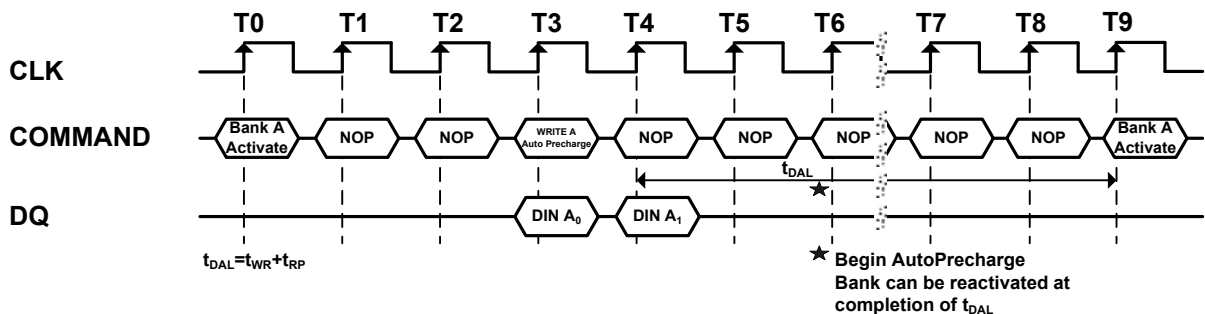 T0 T1 T2 T3 T4 T5 T6 T7 T8 T9
CLK
COMMAND
Bank A
Activate
NOP
NOP
WRITE A
Auto Precharge
NOP
NOP
NOP
NOP
NOP
Bank A
Activate
tDAL
DQ
DIN A0
DIN A1
tDAL=tWR+tRP
★ Begin AutoPrecharge
Bank can be reactivated at
completion of tDAL